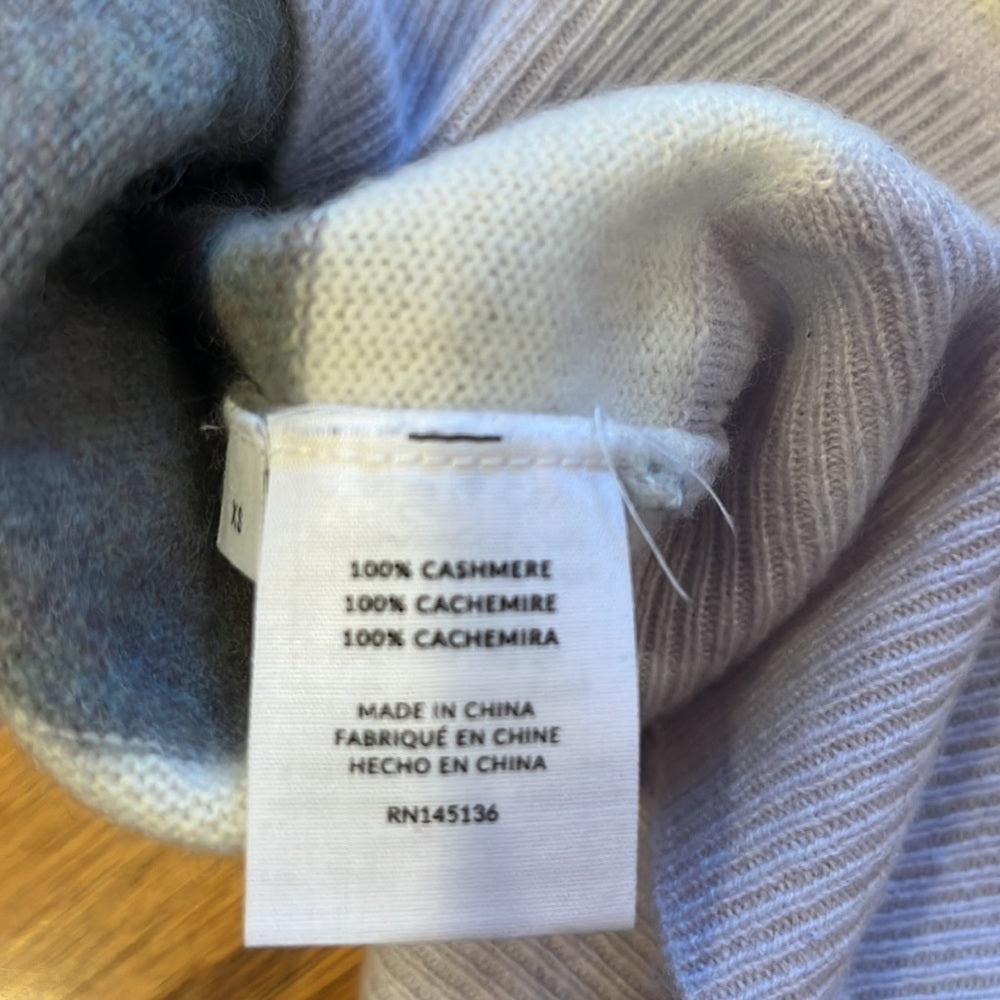 XS
100% CASHMERE
100% CACHEMIRE
100% CACHEMIRA
MADE IN CHINA
FABRIQUÉ EN CHINE
HECHO EN CHINA
RN145136